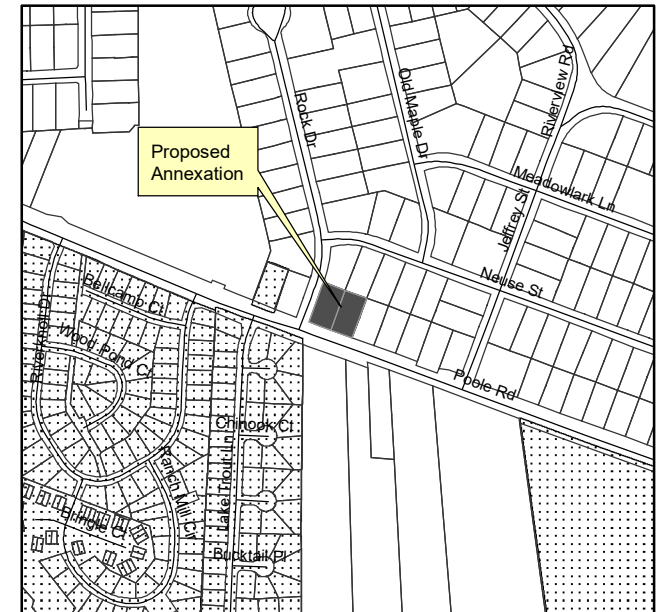 Rock Dr
Old Maple Dr
Riverview Rd
Proposed
Annexation
Meadowlark Ln
Jeffrey St
Neuse St
Bellcamp Ct
Riverknoll Dr
Wood Pond Ct
Poole Rd
Chinook Ct
Lake Trout Ln
Ranch Mill Cir
Bringle Ct
Bucktail Pl